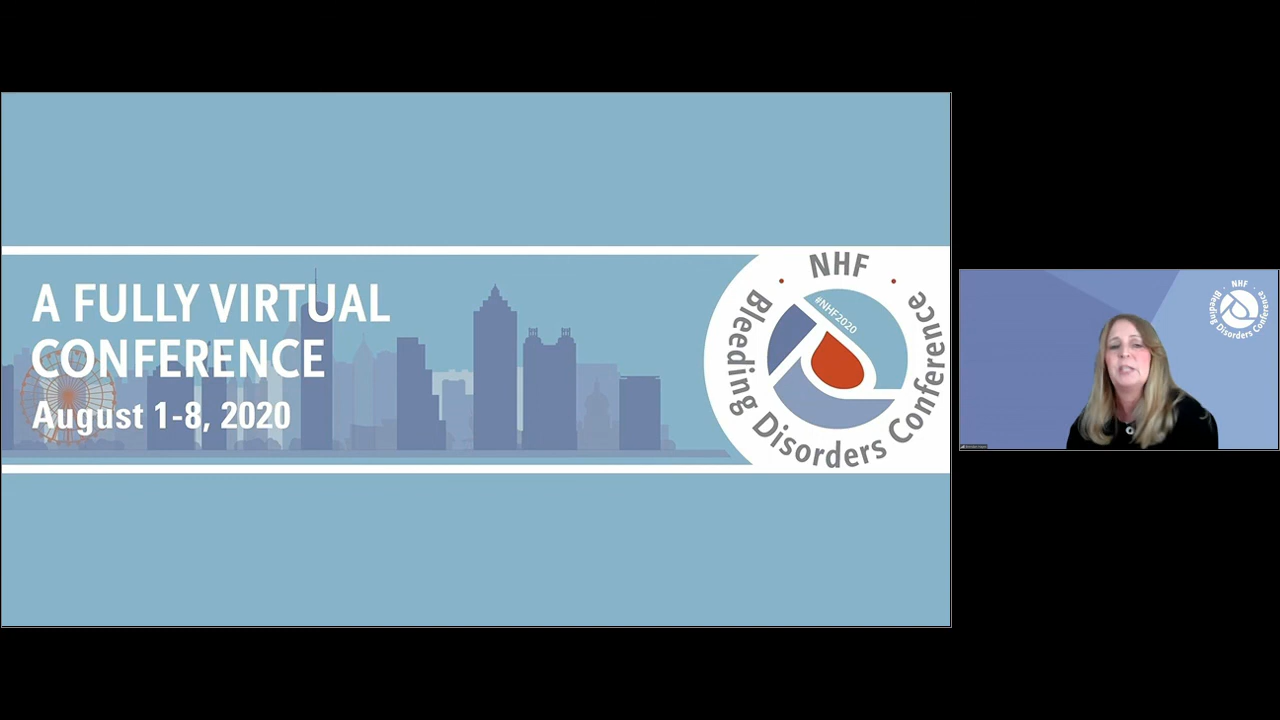 A FULLY VIRTUAL
CONFERENCE
August 1-8, 2020
NHF
Bleeding Disorders Conference
#NHF2020
NHF
Bleeding Disorders Conference